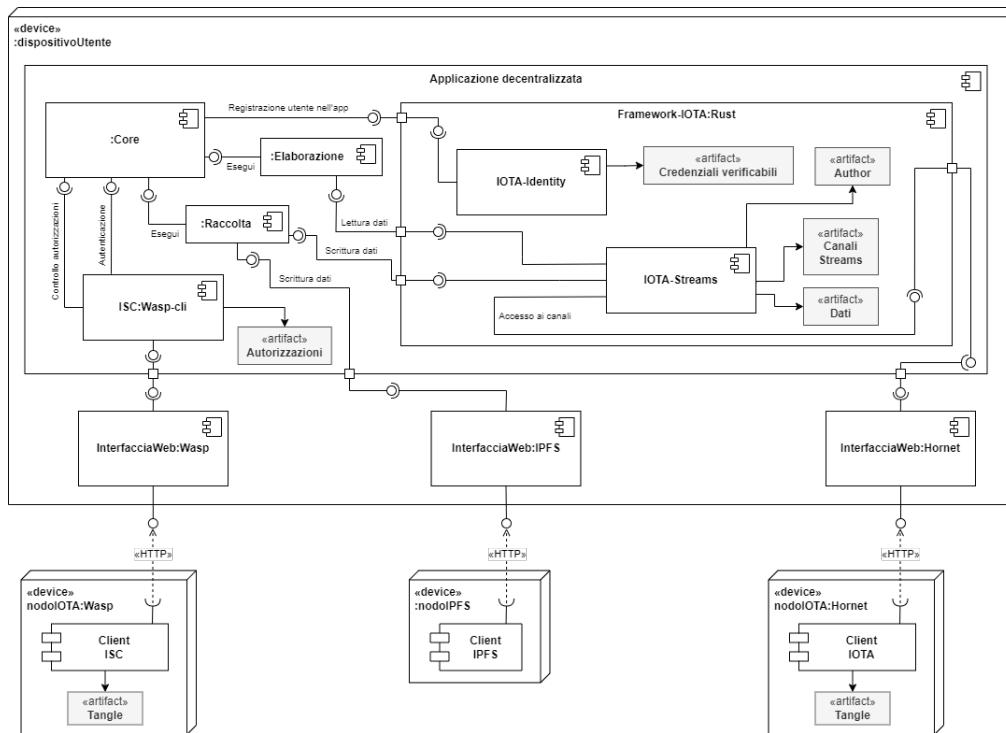 «device»
:dispositivoUtente
Applicazione decentralizzata
Registrazione utente nell'app
Framework-IOTA:Rust
:Core
:Elaborazione
Esegui
«artifact»
Credenziali verificabili
«artifact»
Author
IOTA-Identity
Controllo autorizzazioni
Autenticazione
:Raccolta
Esegui
Lettura dati
Scrittura dati
«artifact»
Canali
Streams
Scrittura dati
IOTA-Streams
ISC:Wasp-cli
«artifact»
Dati
Accesso ai canali
«artifact»
Autorizzazioni
InterfacciaWeb:Wasp
InterfacciaWeb:IPFS
InterfacciaWeb:Hornet
«HTTP»
«HTTP»
«HTTP»
«device»
nodoIOTA:Wasp
Client
ISC
«artifact»
Tangle
«device»
:nodoIPFS
Client
IPFS
«device»
nodoIOTA:Hornet
Client
IOTA
«artifact»
Tangle